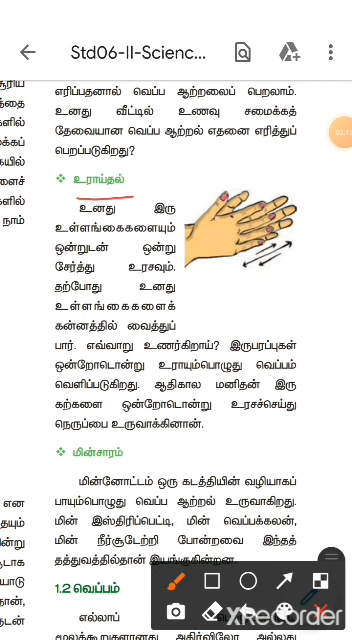 Std06-II-Scienc...
சூரிய
எரிப்பதனால் வெப்ப ஆற்றலைப் பெறலாம்.
உனது வீட்டில் உணவு சமைக்கத்
தேவையான வெப்ப ஆற்றல் எதனை எரித்துப்
பெறப்படுகிறது?
❖ உராய்தல்
உனது இரு
உள்ளங்கைகளையும்
ஒன்றுடன் ஒன்று
சேர்த்து உரசவும்.
தற்போது உனது
உள்ளங்கைகளைக்
கன்னத்தில் வைத்துப்
பார். எவ்வாறு உணர்கிறாய்? இருபரப்புகள்
ஒன்றோடொன்று உராயும்பொழுது வெப்பம்
வெளிப்படுகிறது. ஆதிகால மனிதன் இரு
கற்களை ஒன்றோடொன்று உரசச்செய்து
நெருப்பை உருவாக்கினான்.
❖ மின்சாரம்
மின்னோட்டம் ஒரு கடத்தியின் வழியாகப்
பாயும்பொழுது வெப்ப ஆற்றல் உருவாகிறது.
மின் இஸ்திரிப்பெட்டி, மின் வெப்பக்கலன்,
மின் நீர்சூடேற்றி போன்றவை இந்தத்
தத்துவத்தில்தான் இயங்குகின்றன.
1.2 வெப்பம்
எல்லாப்
நாம்
என
XRecorder